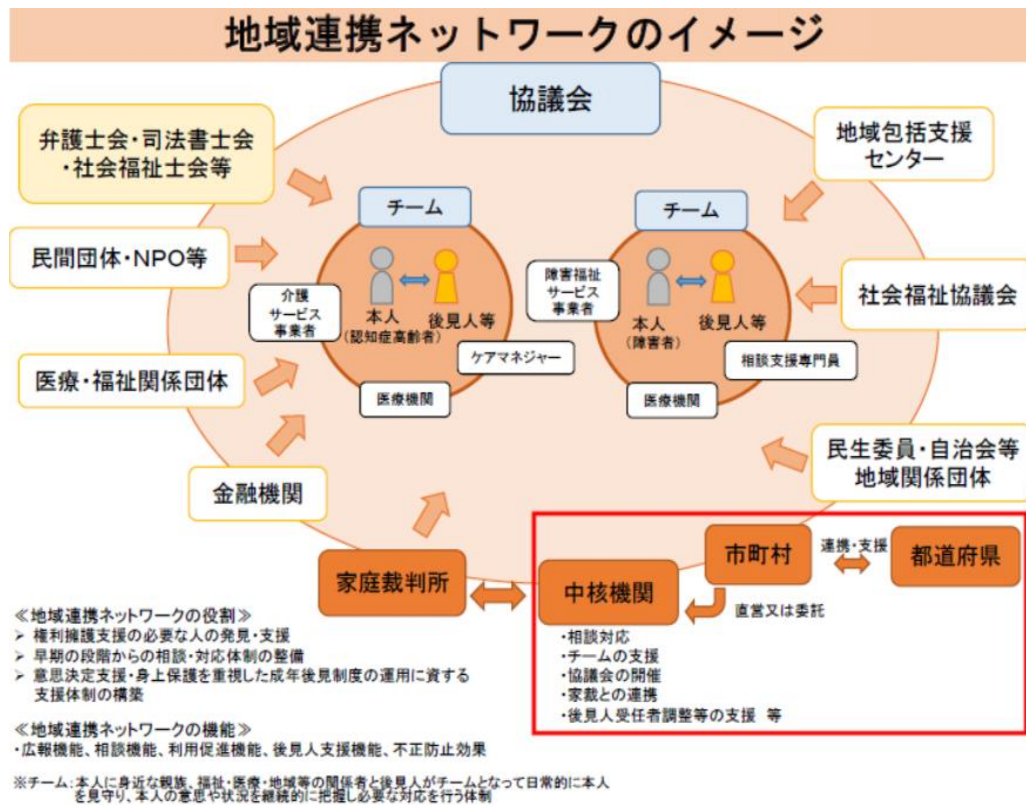 地域連携ネットワークのイメージ
協議会
弁護士会・司法書士会
・社会福祉士会等
地域包括支援
センター
チーム
チーム
民間団体・NPO等
介護
サービス
事業者
本人
(認知症高齢者)
後見人等
ケアマネジャー
医療機関
障害福祉
サービス
事業者
本人
(障害者)
後見人等
相談支援専門員
医療機関
社会福祉協議会
医療・福祉関係団体
金融機関
民生委員・自治会等
地域関係団体
家庭裁判所
中核機関
市町村
連携・支援
都道府県
直営又は委託
・相談対応
・チームの支援
・協議会の開催
・家裁との連携
・後見人受任者調整等の支援 等
≪地域連携ネットワークの役割≫
➢ 権利擁護支援の必要な人の発見・支援
➢ 早期の段階からの相談・対応体制の整備
➢ 意思決定支援・身上保護を重視した成年後見制度の運用に資する
支援体制の構築
≪地域連携ネットワークの機能≫
・広報機能、相談機能、利用促進機能、後見人支援機能、不正防止効果
※チーム:本人に身近な親族、福祉・医療・地域等の関係者と後見人がチームとなって日常的に本人
を見守り、本人の意思や状況を継続的に把握し必要な対応を行う体制